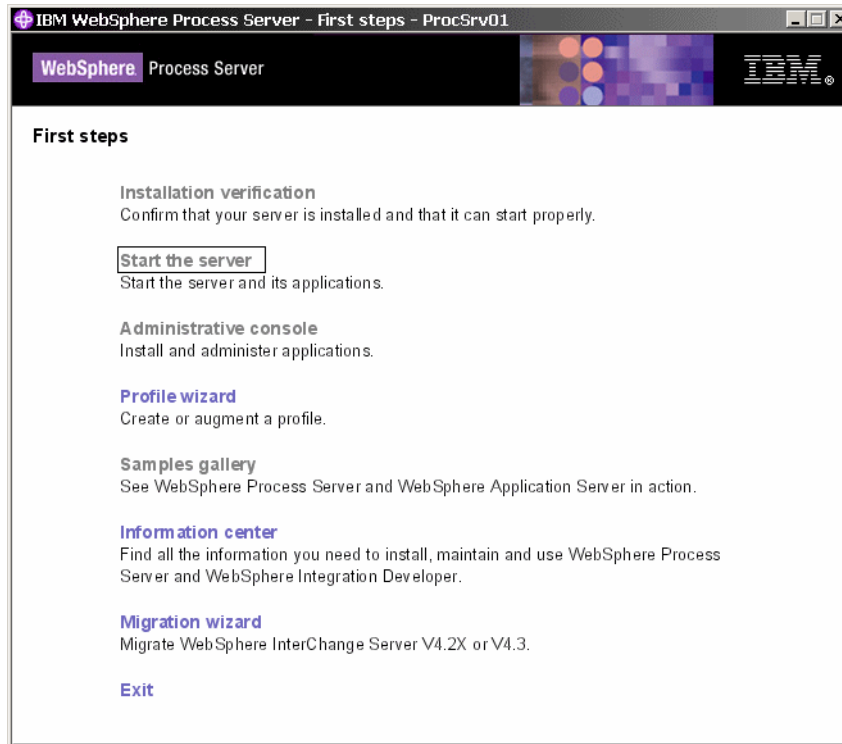 IBM WebSphere Process Server - First steps - ProcSrv01
WebSphere. Process Server
IBM®
First steps
Installation verification
Confirm that your server is installed and that it can start properly.
Start the server
Start the server and its applications.
Administrative console
Install and administer applications.
Profile wizard
Create or augment a profile.
Samples gallery
See WebSphere Process Server and WebSphere Application Server in action.
Information center
Find all the information you need to install, maintain and use WebSphere Process
Server and WebSphere Integration Developer.
Migration wizard
Migrate WebSphere InterChange Server V4.2X or V4.3.
Exit